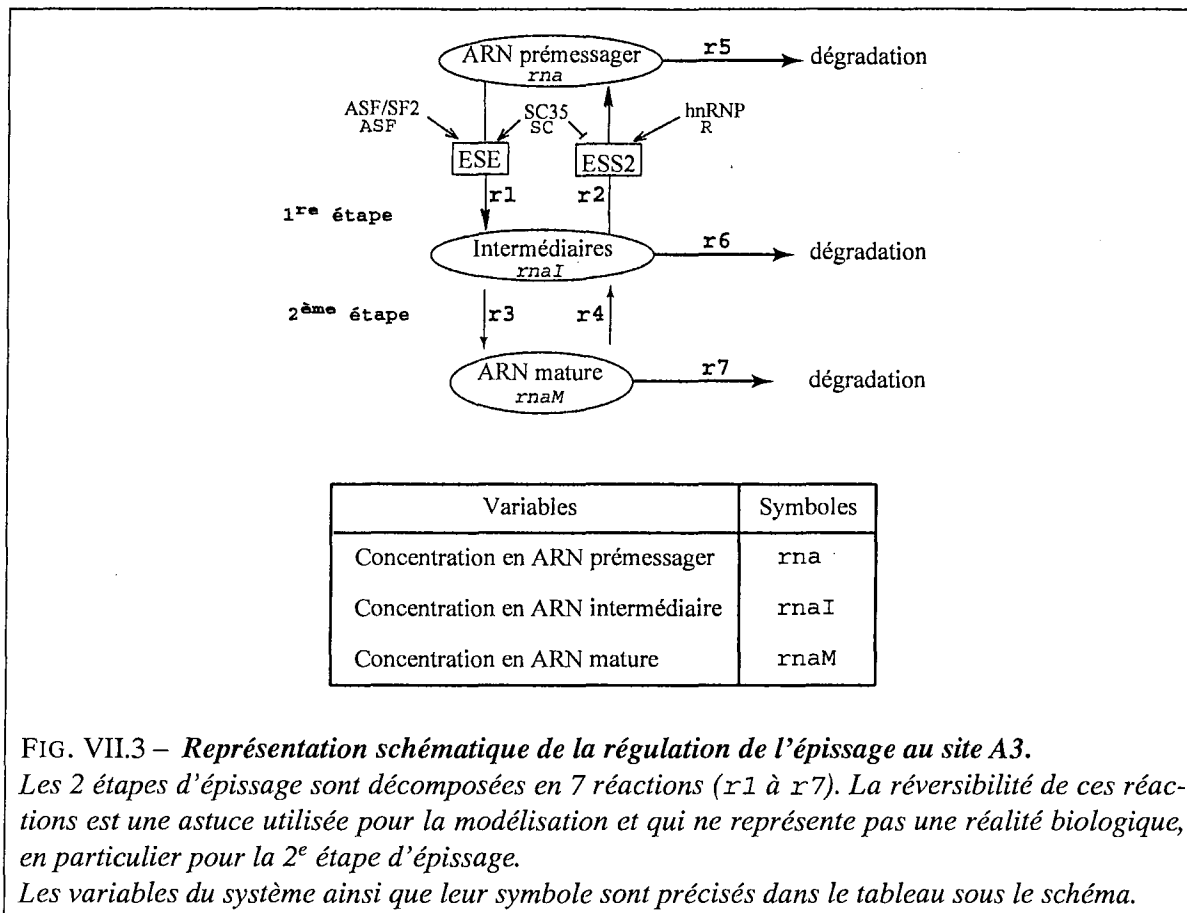 ARN prémessager
rna
r5
dégradation
ASF/SF2
ASF
SC35
SC
hnRNP
R
ESE
ESS2
r1
r2
1re étape
Intermédiaires
rnaI
r6
dégradation
2ème étape
r3
r4
ARN mature
rnaM
r7
dégradation
Variables Symboles
Concentration en ARN prémessager rna
Concentration en ARN intermédiaire rnaI
Concentration en ARN mature rnaM
FIG. VII.3 – Représentation schématique de la régulation de l'épissage au site A3.
Les 2 étapes d'épissage sont décomposées en 7 réactions (r1 à r7). La réversibilité de ces réac-
tions est une astuce utilisée pour la modélisation et qui ne représente pas une réalité biologique,
en particulier pour la 2e étape d'épissage.
Les variables du système ainsi que leur symbole sont précisés dans le tableau sous le schéma.